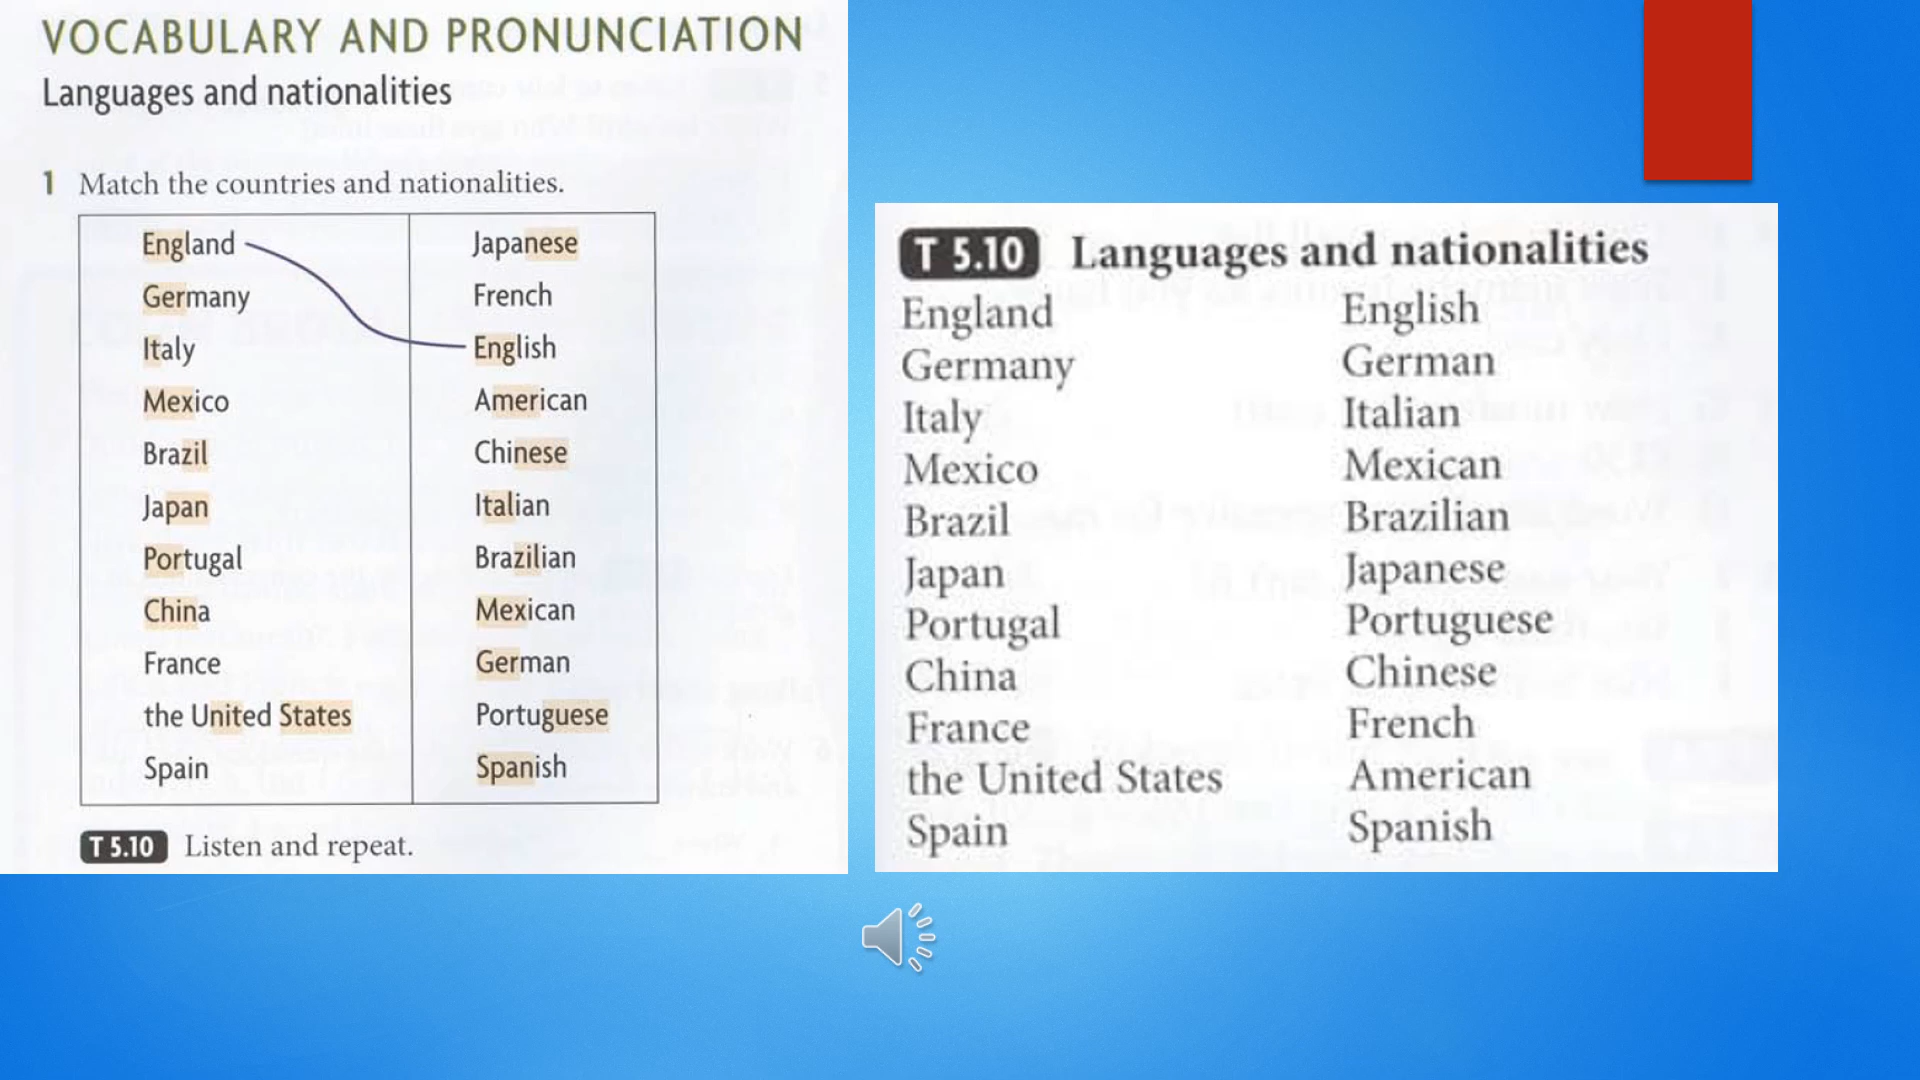 VOCABULARY AND PRONUNCIATION
Languages and nationalities
1 Match the countries and nationalities.
England Japanese
Germany French
Italy English
Mexico American
Brazil Chinese
Japan Italian
Portugal Brazilian
China Mexican
France German
the United States Portuguese
Spain Spanish
T 5.10 Listen and repeat.
T 5.10 Languages and nationalities
England English
Germany German
Italy Italian
Mexico Mexican
Brazil Brazilian
Japan Japanese
Portugal Portuguese
China Chinese
France French
the United States American
Spain Spanish